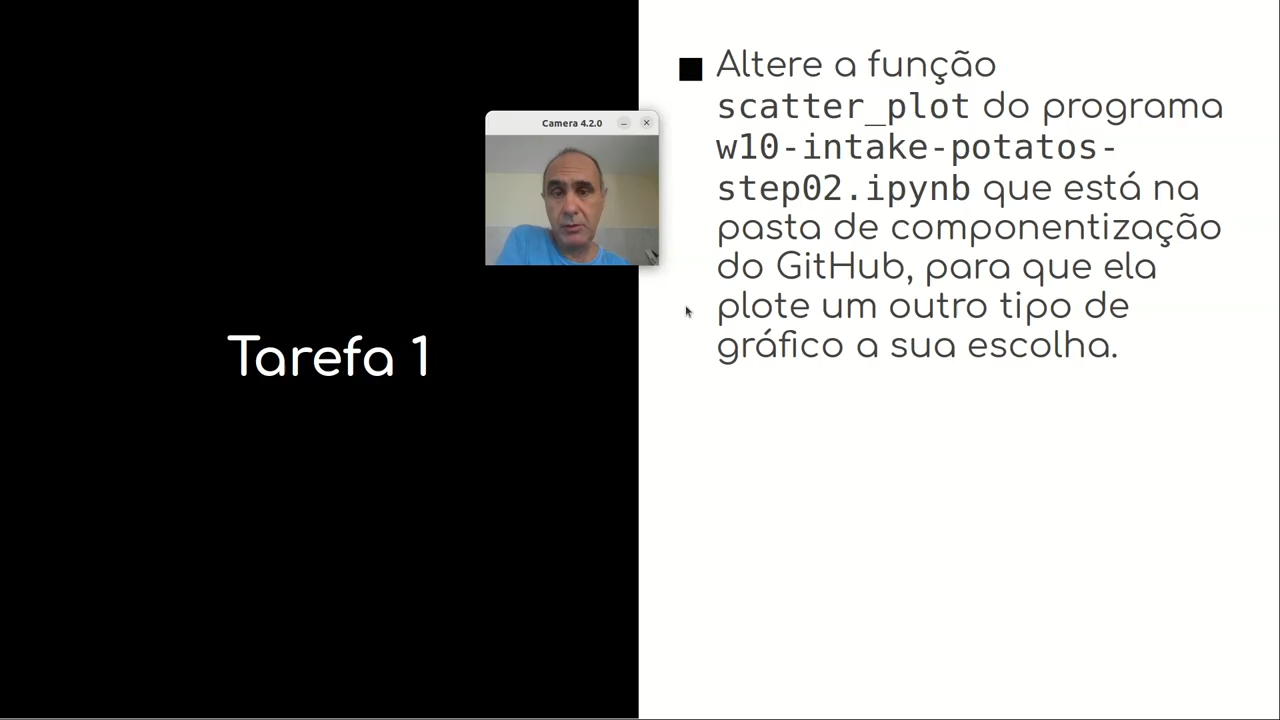 Camera 4.2.0
Tarefa 1
Altere a função
scatter_plot do programa
w10-intake-potatos-
step02.ipynb que está na
pasta de componentização
do GitHub, para que ela
plote um outro tipo de
gráfico a sua escolha.